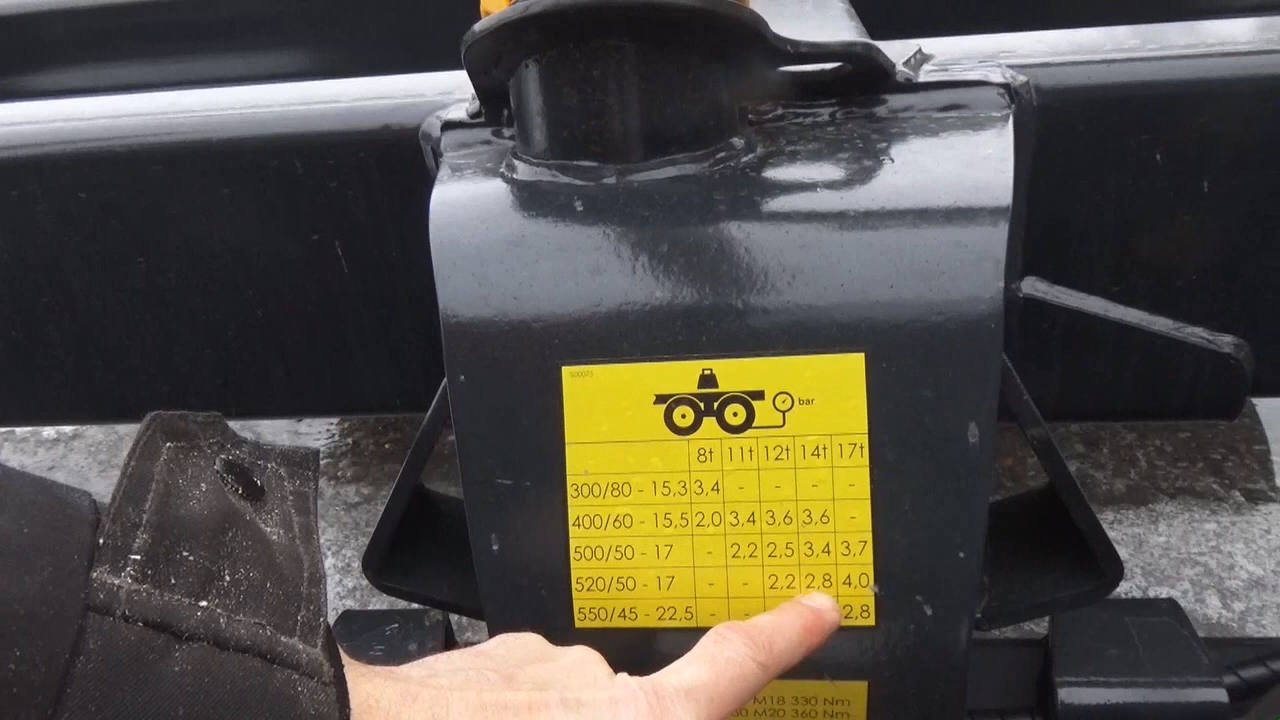 bar
8t 11t 12t 14t 17t
300/80 - 15,3 3,4 - - - -
400/60 - 15,5 2,0 3,4 3,6 3,6 -
500/50 - 17 - 2,2 2,5 3,4 3,7
520/50 - 17 - - 2,2 2,8 4,0
550/45 - 22,5 - - 2,8
M18 330 Nm
M20 360 Nm